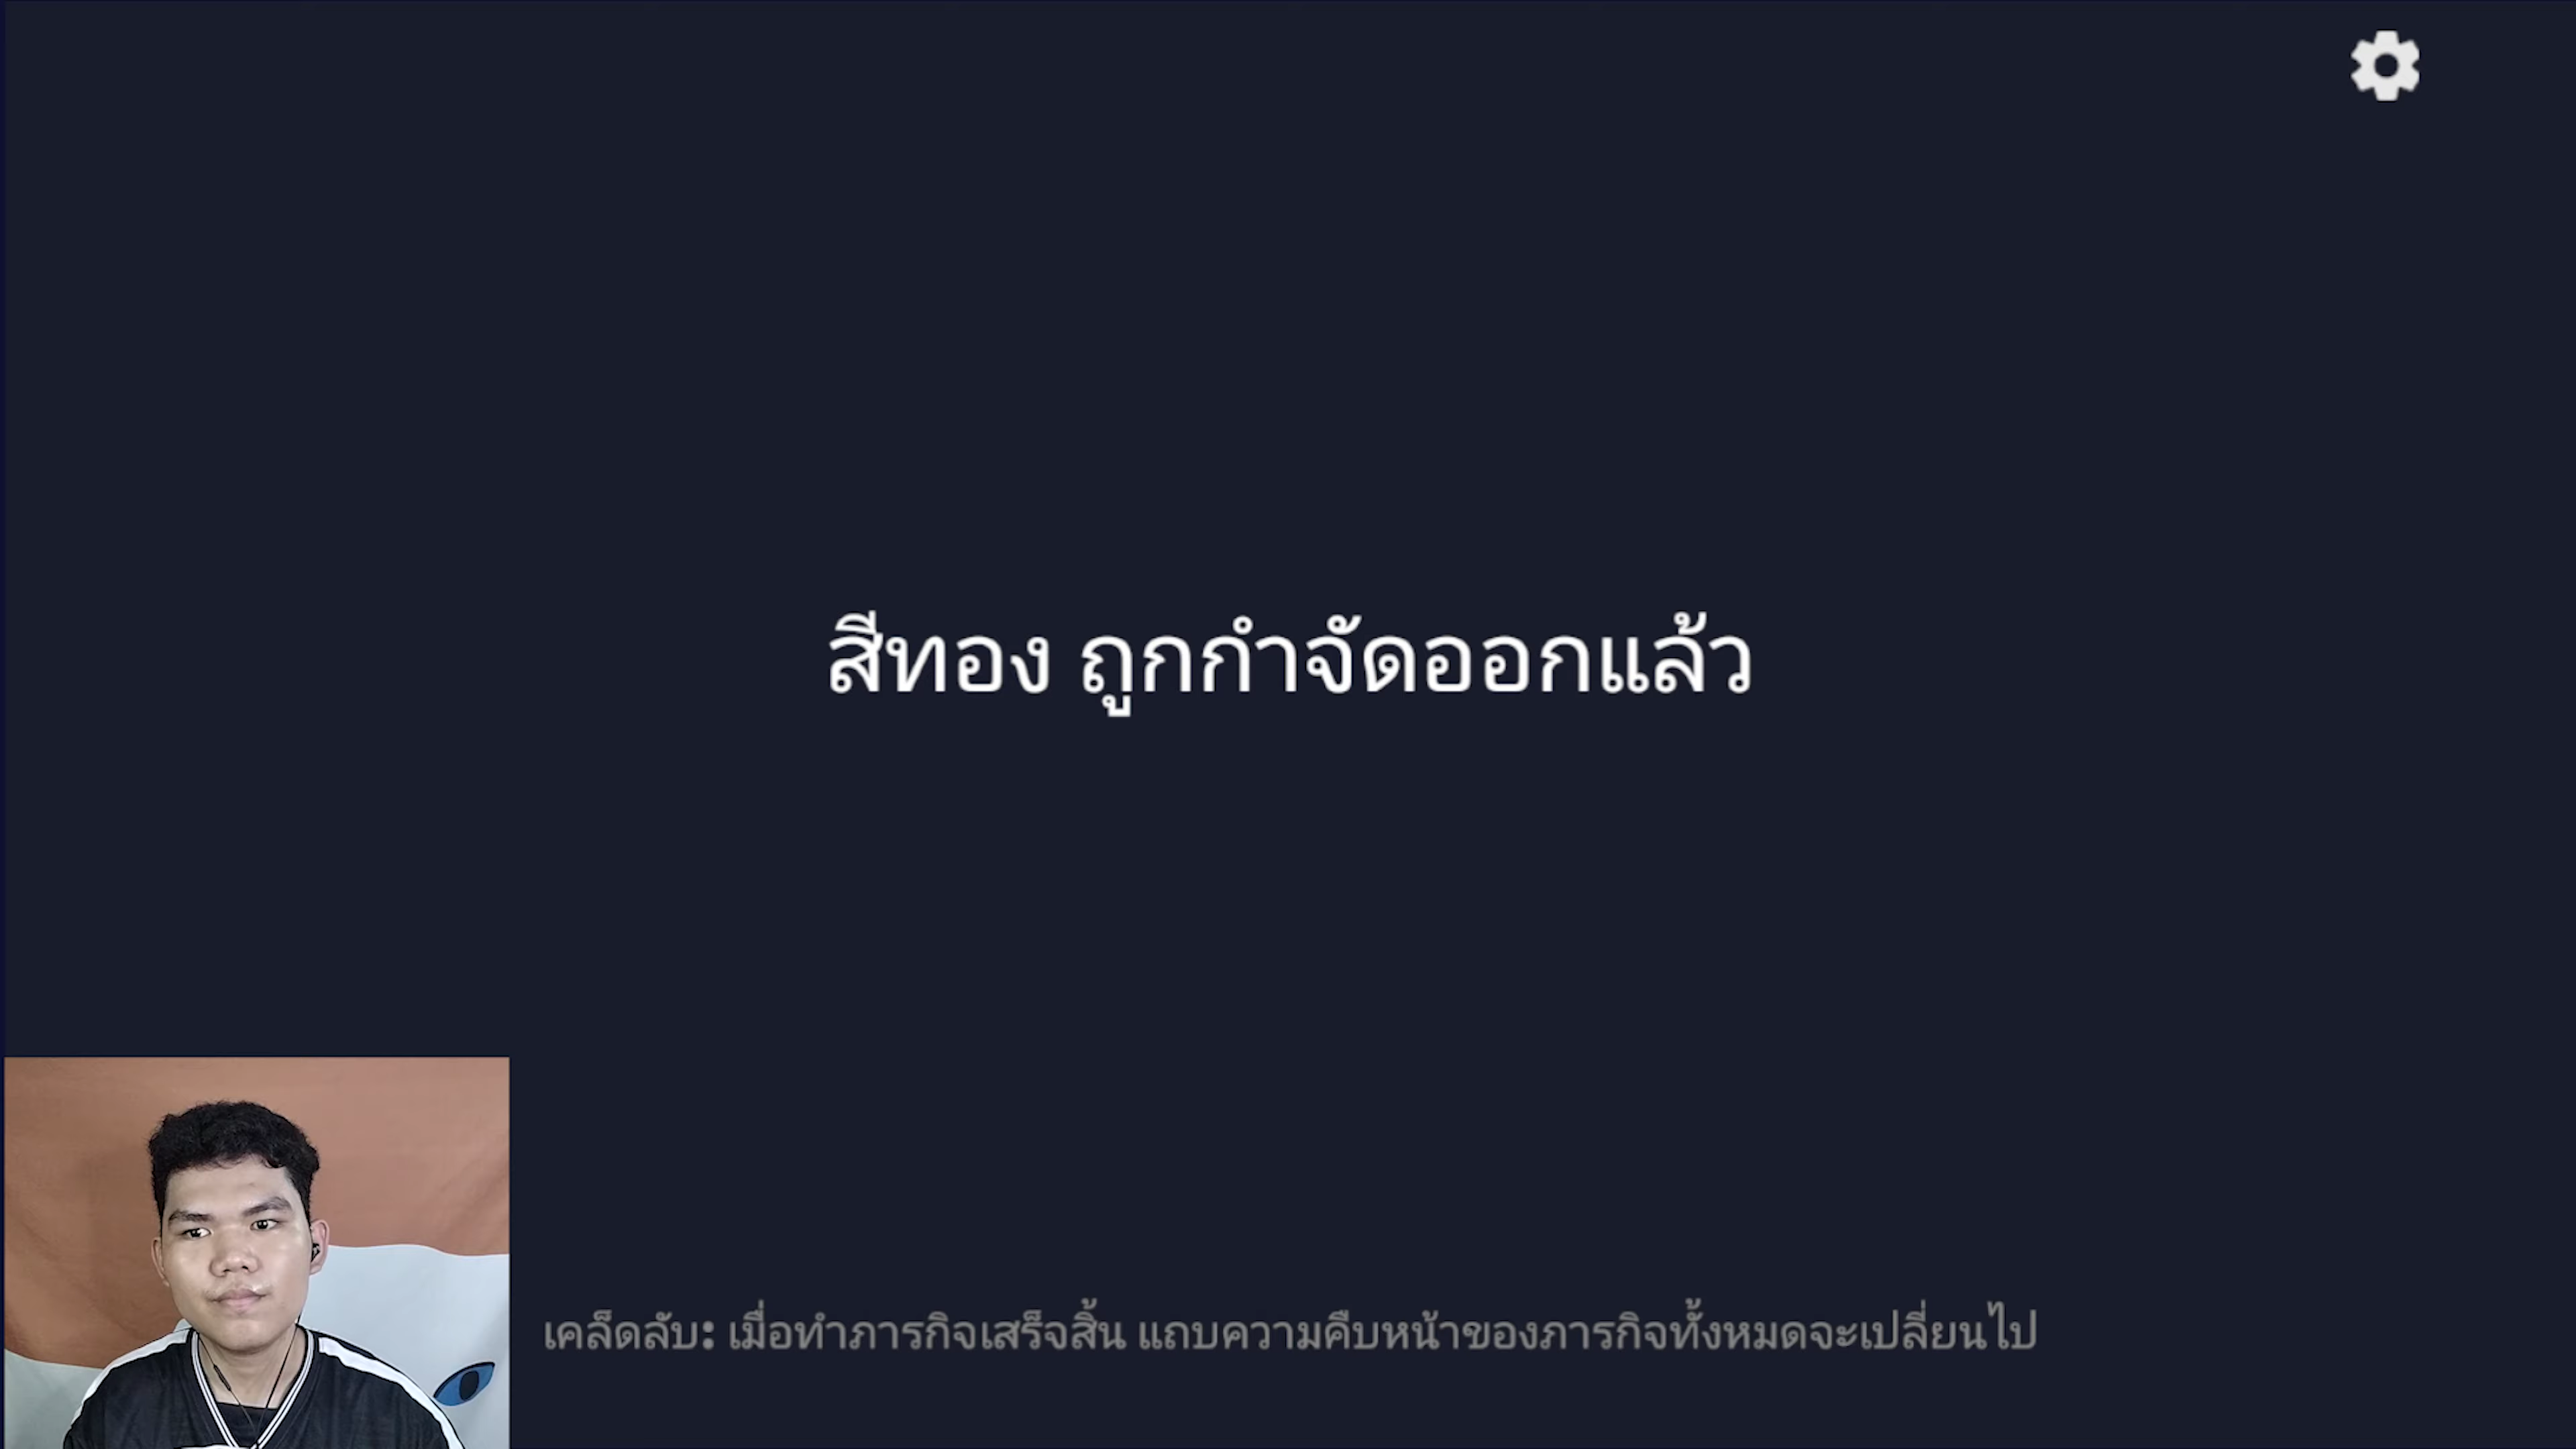 สีทอง ถูกกำจัดออกแล้ว
เคล็ดลับ: เมื่อทำภารกิจเสร็จสิ้น แถบความคืบหน้าของภารกิจทั้งหมดจะเปลี่ยนไป